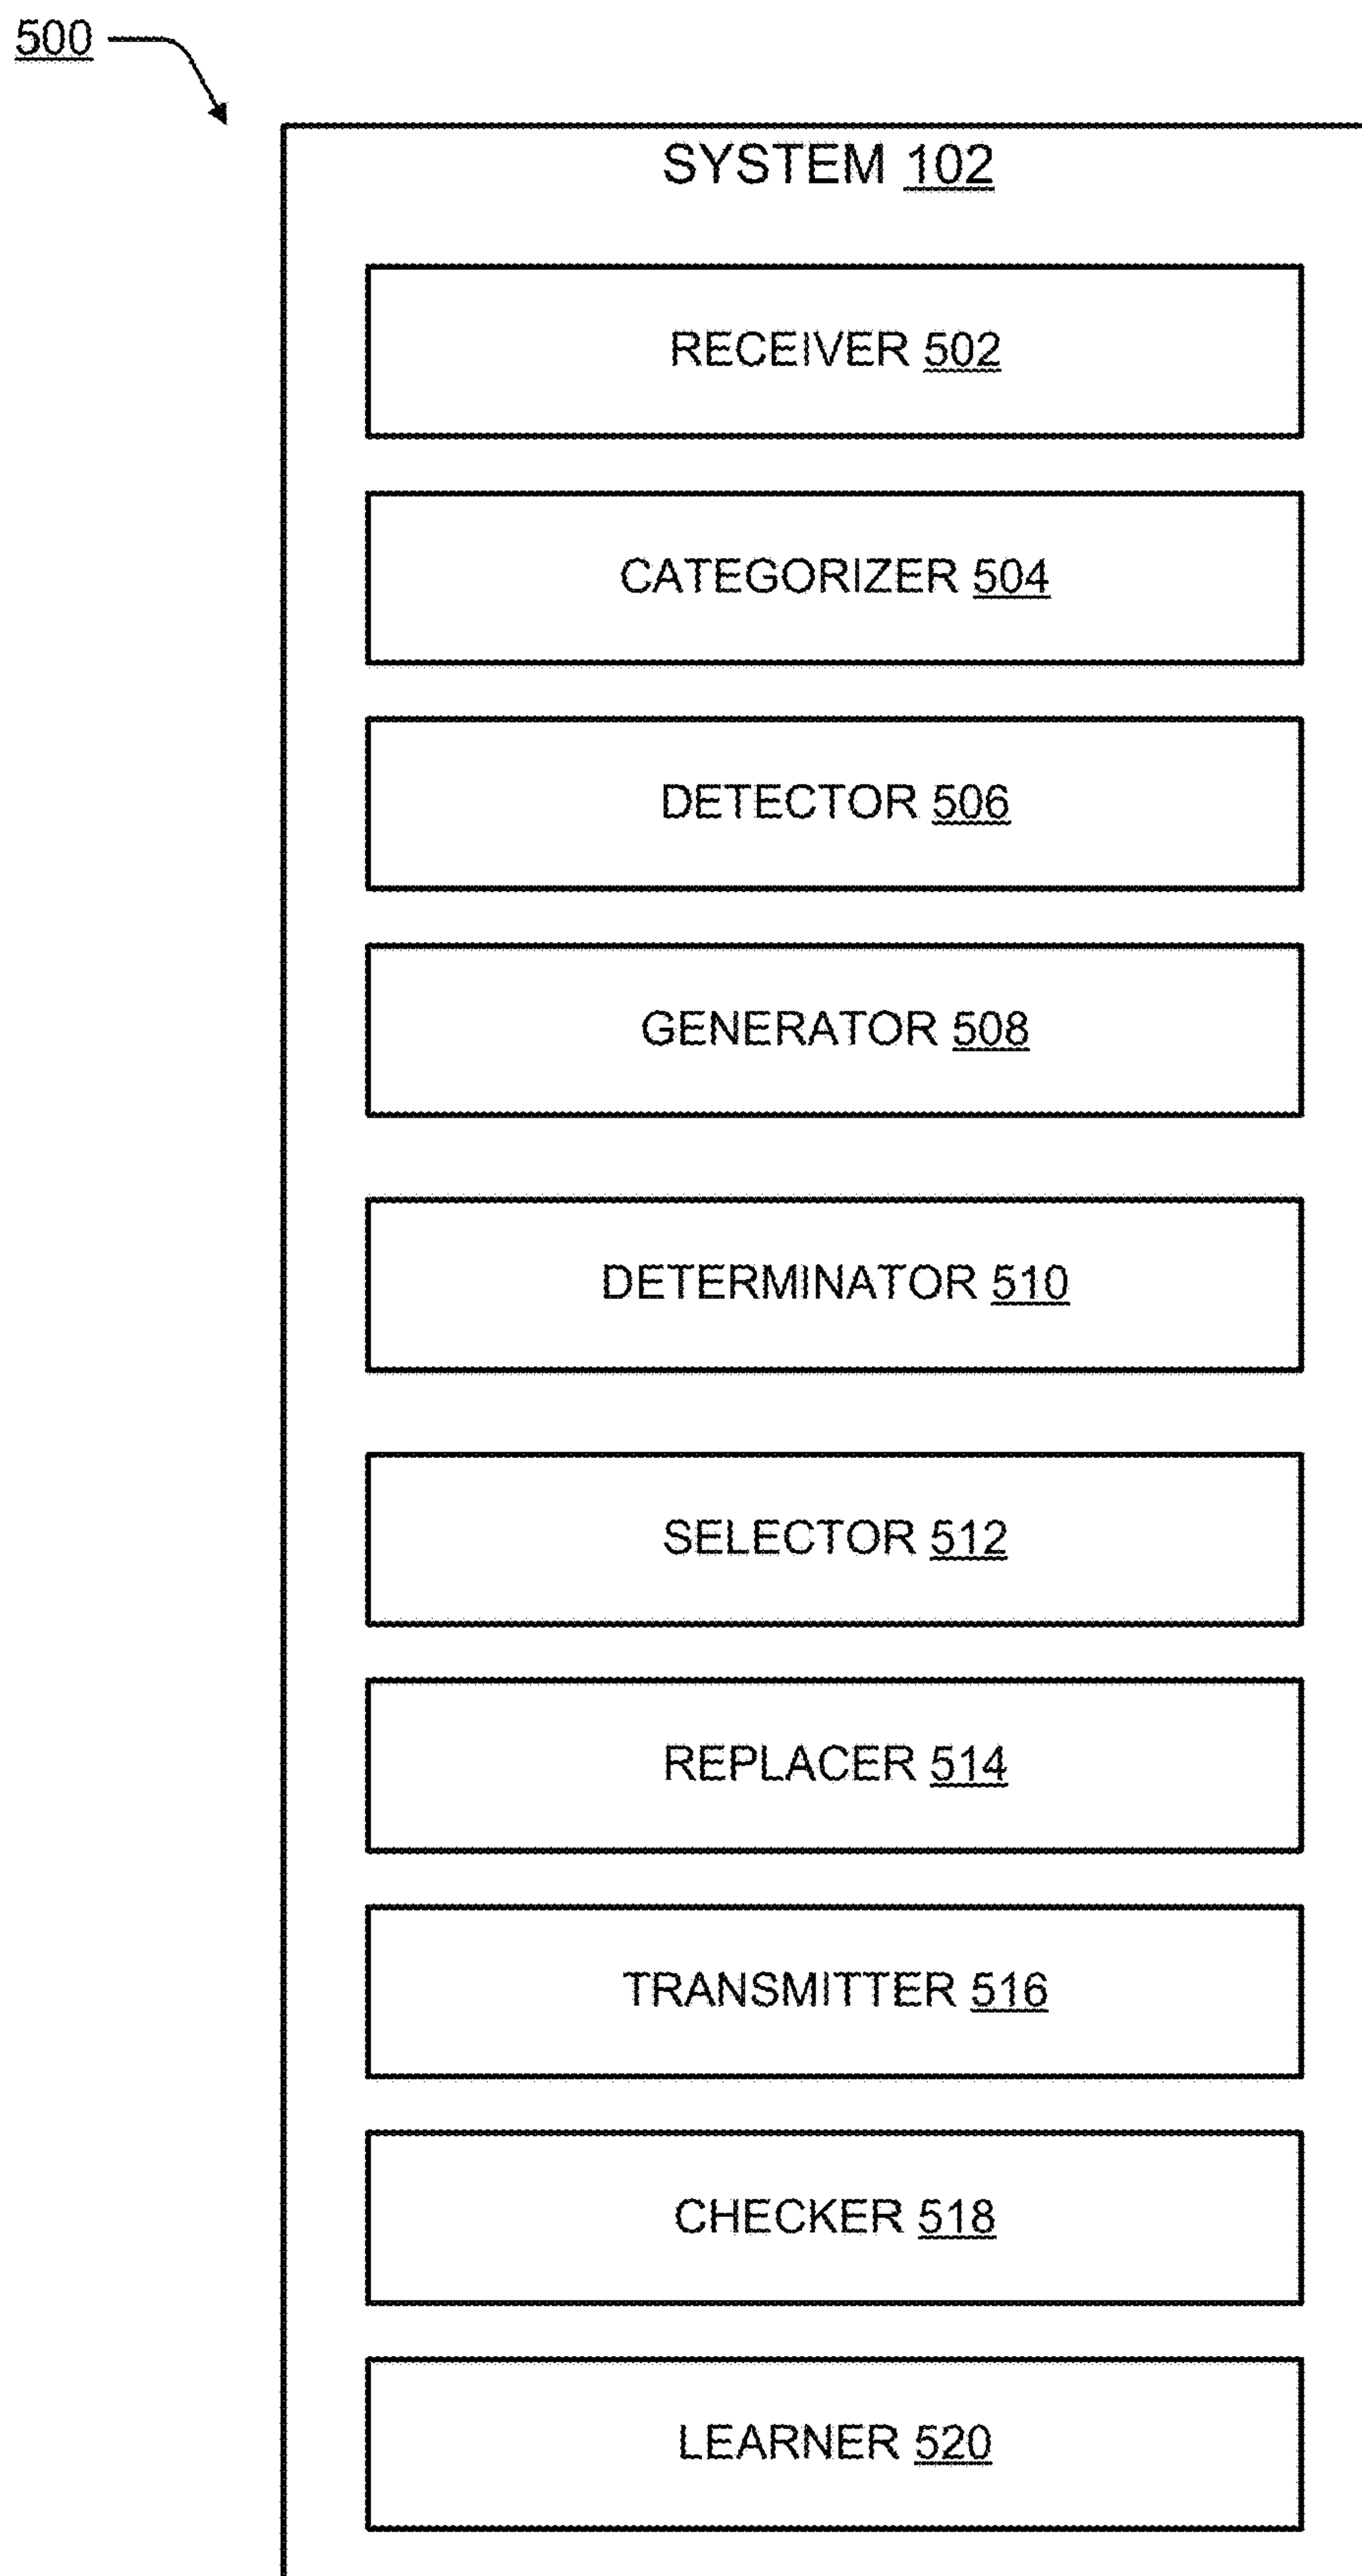 500
SYSTEM 102
RECEIVER 502
CATEGORIZER 504
DETECTOR 506
GENERATOR 508
DETERMINATOR 510
SELECTOR 512
REPLACER 514
TRANSMITTER 516
CHECKER 518
LEARNER 520